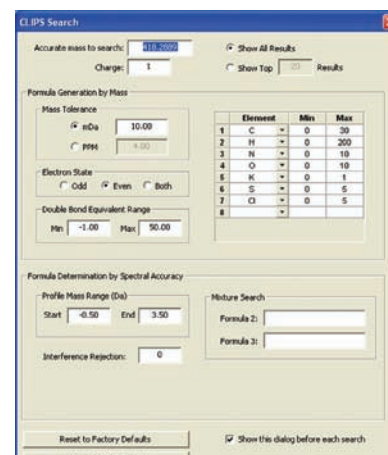 CLIPS Search
Accurate mass to search: 410.2009
Charge: 1
Show All Results
Show Top 20 Results
Formula Generation by Mass
Mass Tolerance
mDa 10.00
PPM 4.00
Electron State
Odd Even Both
Double Bond Equivalent Range
Min -1.00 Max 50.00
Element Min Max
1 C 0 30
2 H 0 200
3 N 0 10
4 O 0 10
5 K 0 1
6 S 0 5
7 Cl 0 5
8
Formula Determination by Spectral Accuracy
Profile Mass Range (Da)
Start -0.50 End 3.50
Interference Rejection: 0
Mixture Search
Formula 2:
Formula 3:
Reset to Factory Defaults
Show this dialog before each search